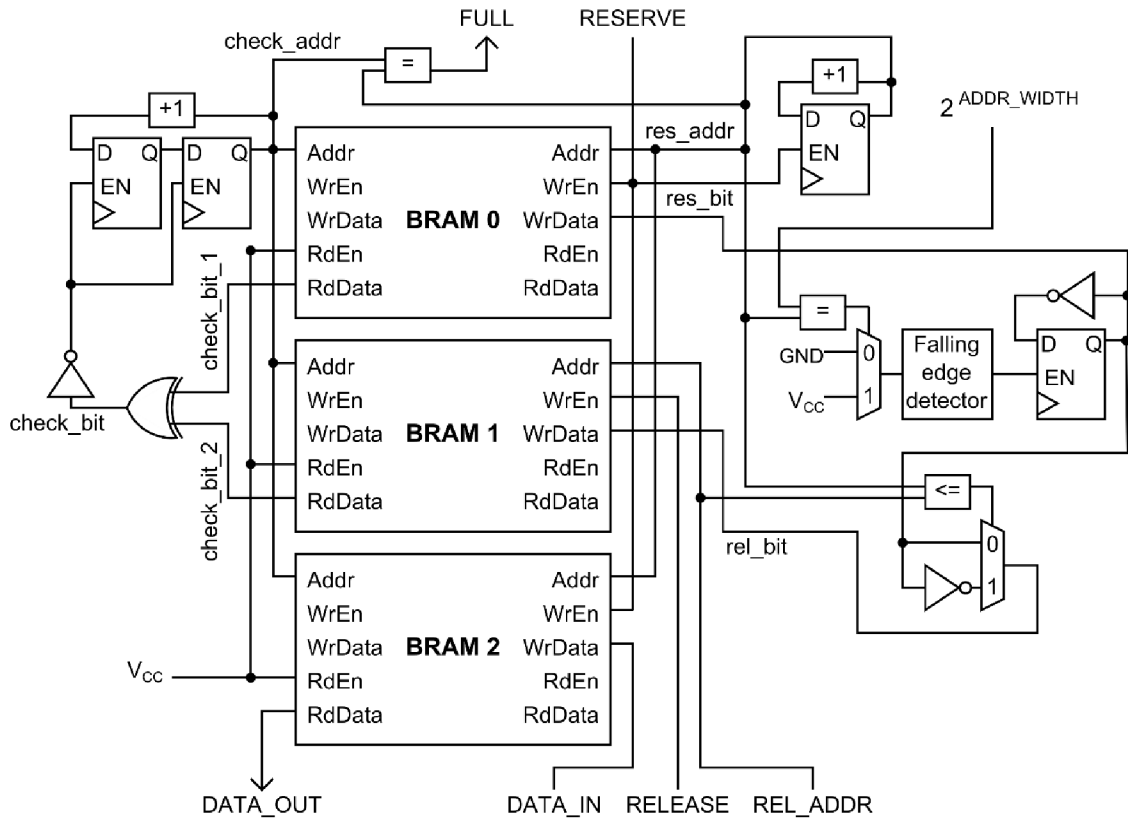 FULL
RESERVE
check_addr
=
+1
+1
2 ADDR_WIDTH
D Q
EN
D Q
EN
D Q
EN
res_addr
res_bit
Addr
WrEn
WrData
RdEn
RdData
BRAM 0
Addr
WrEn
WrData
RdEn
RdData
check_bit_1
=
GND
VCC
0
1
Falling
edge
detector
D Q
EN
check_bit
check_bit_2
Addr
WrEn
WrData
RdEn
RdData
BRAM 1
Addr
WrEn
WrData
RdEn
RdData
rel_bit
<=
0
1
Addr
WrEn
WrData
RdEn
RdData
BRAM 2
Addr
WrEn
WrData
RdEn
RdData
VCC
DATA_OUT
DATA_IN
RELEASE
REL_ADDR